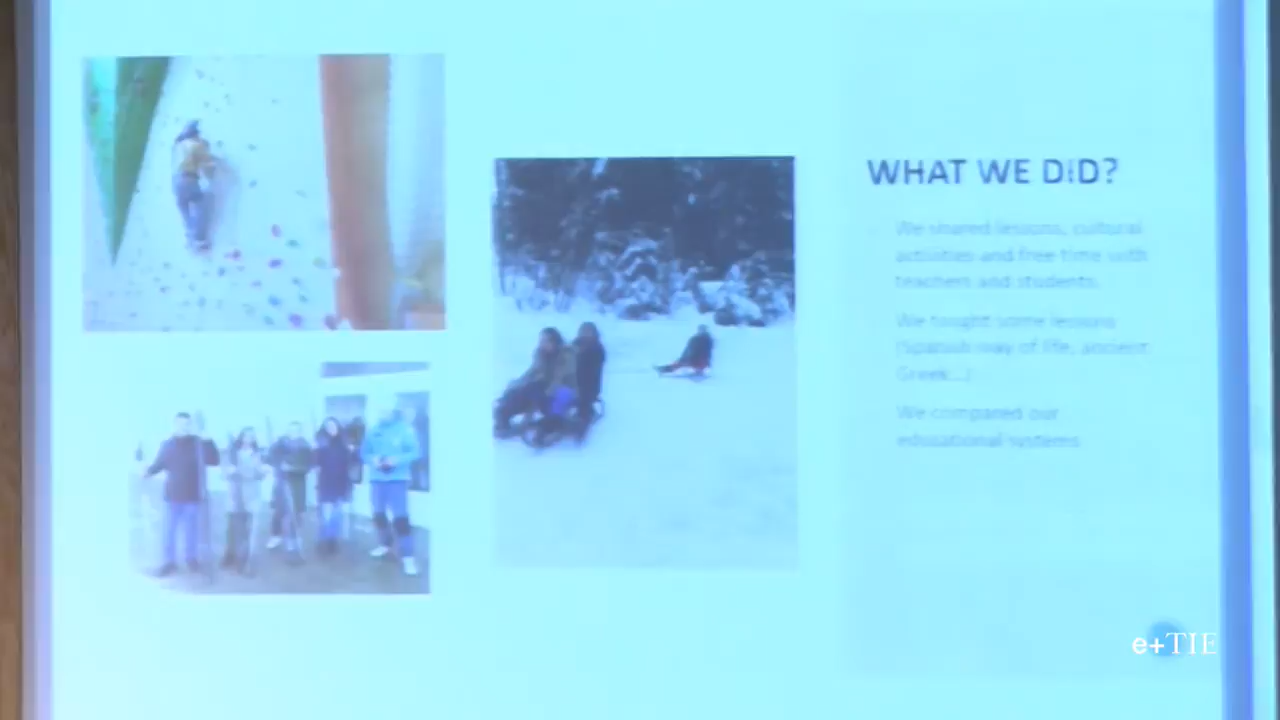 WHAT WE DID?
We shared lessons, cultural
activities and free time with
teachers and students.
We tought some lessons
(Spanish way of life, ancient
Greek...)
We compared our
educational systems
e+TIE